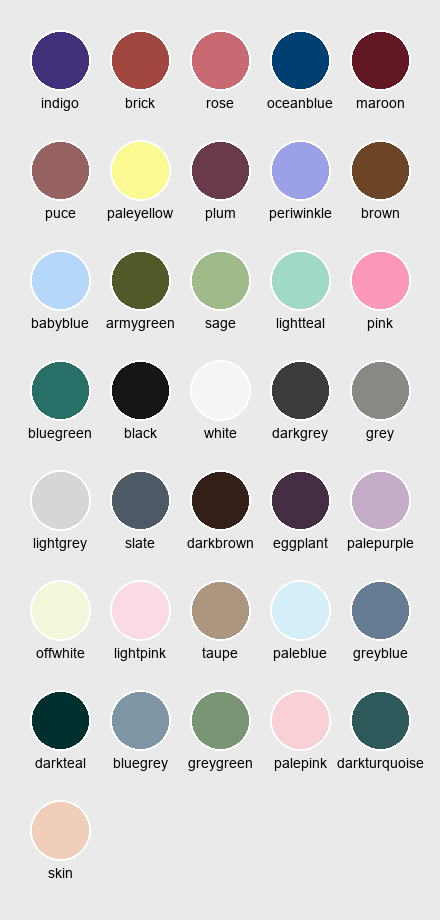 indigo brick rose oceanblue maroon
puce paleyellow plum periwinkle brown
babyblue armygreen sage lightteal pink
bluegreen black white darkgrey grey
lightgrey slate darkbrown eggplant palepurple
offwhite lightpink taupe paleblue greyblue
darkteal bluegrey greygreen palepink darkturquoise
skin